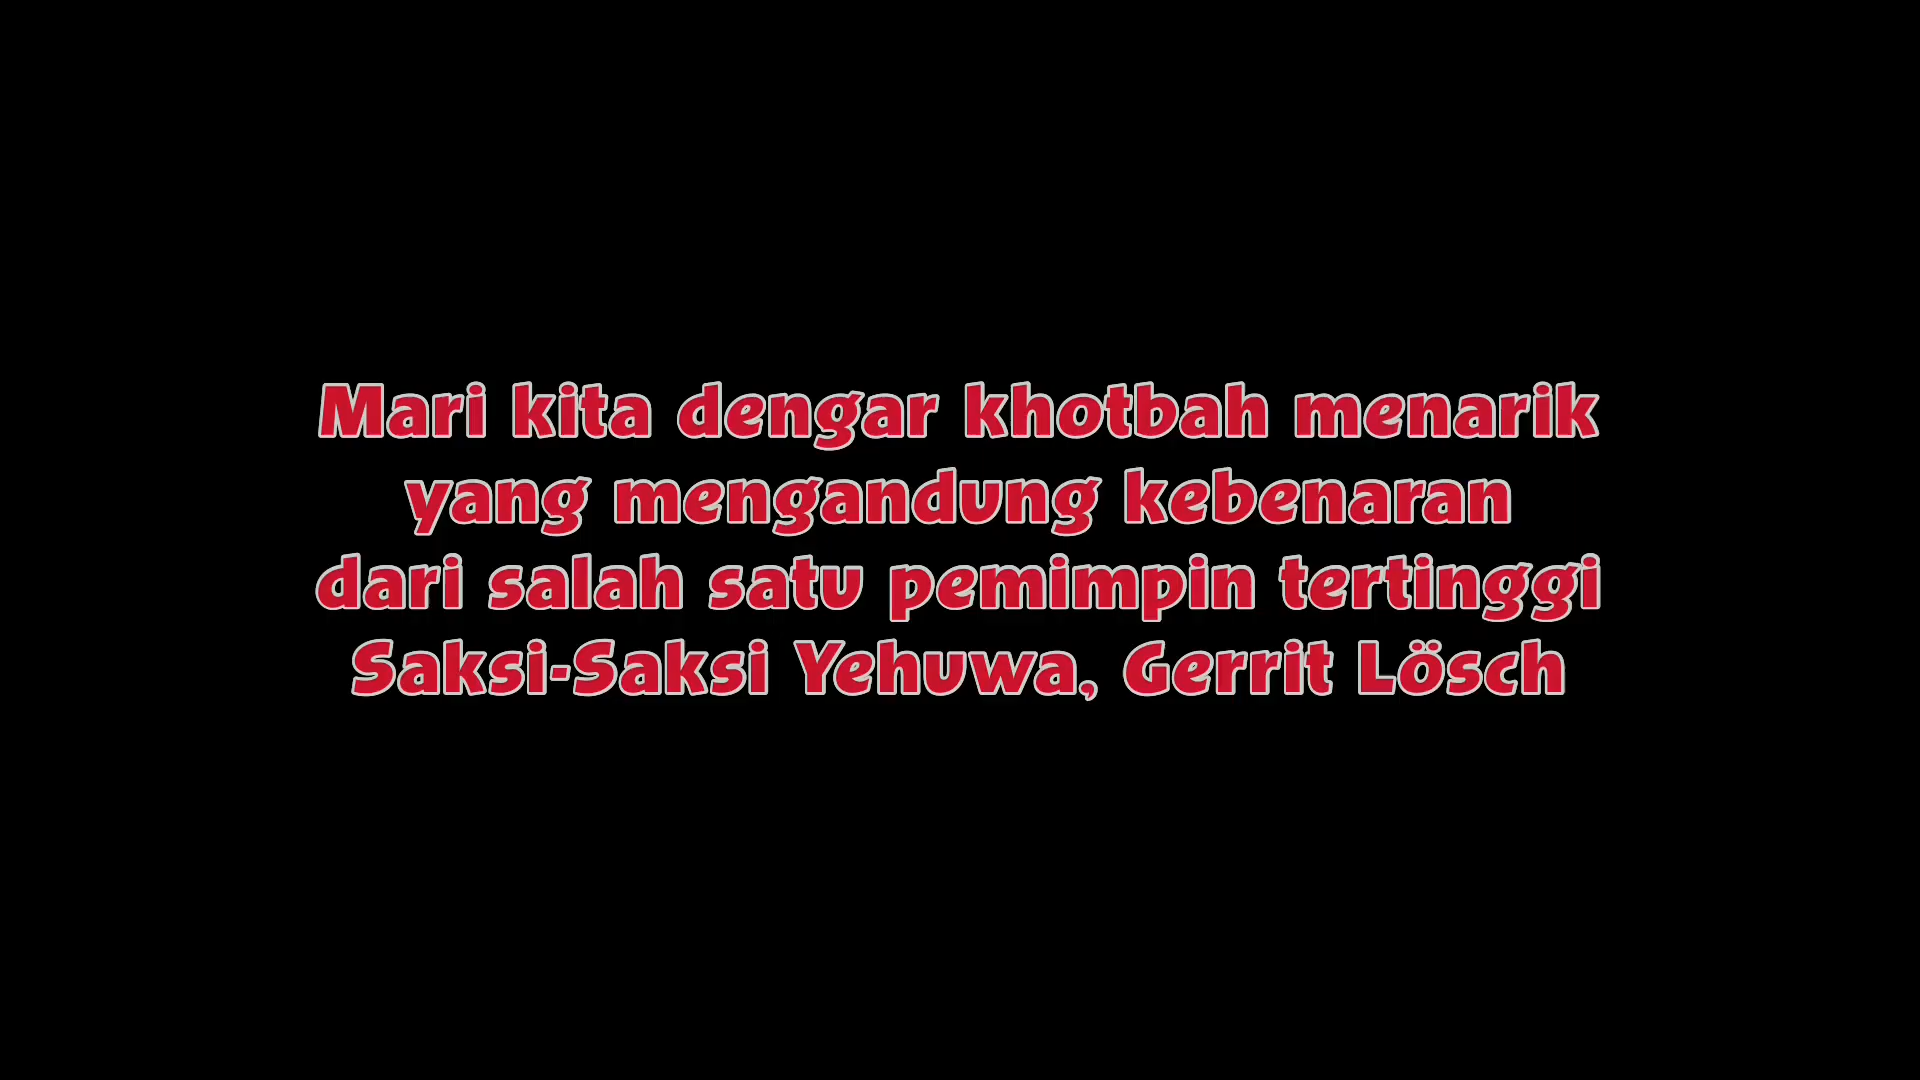 Mari kita dengar khotbah menarik
yang mengandung kebenaran
dari salah satu pemimpin tertinggi
Saksi-Saksi Yehuwa, Gerrit Lösch